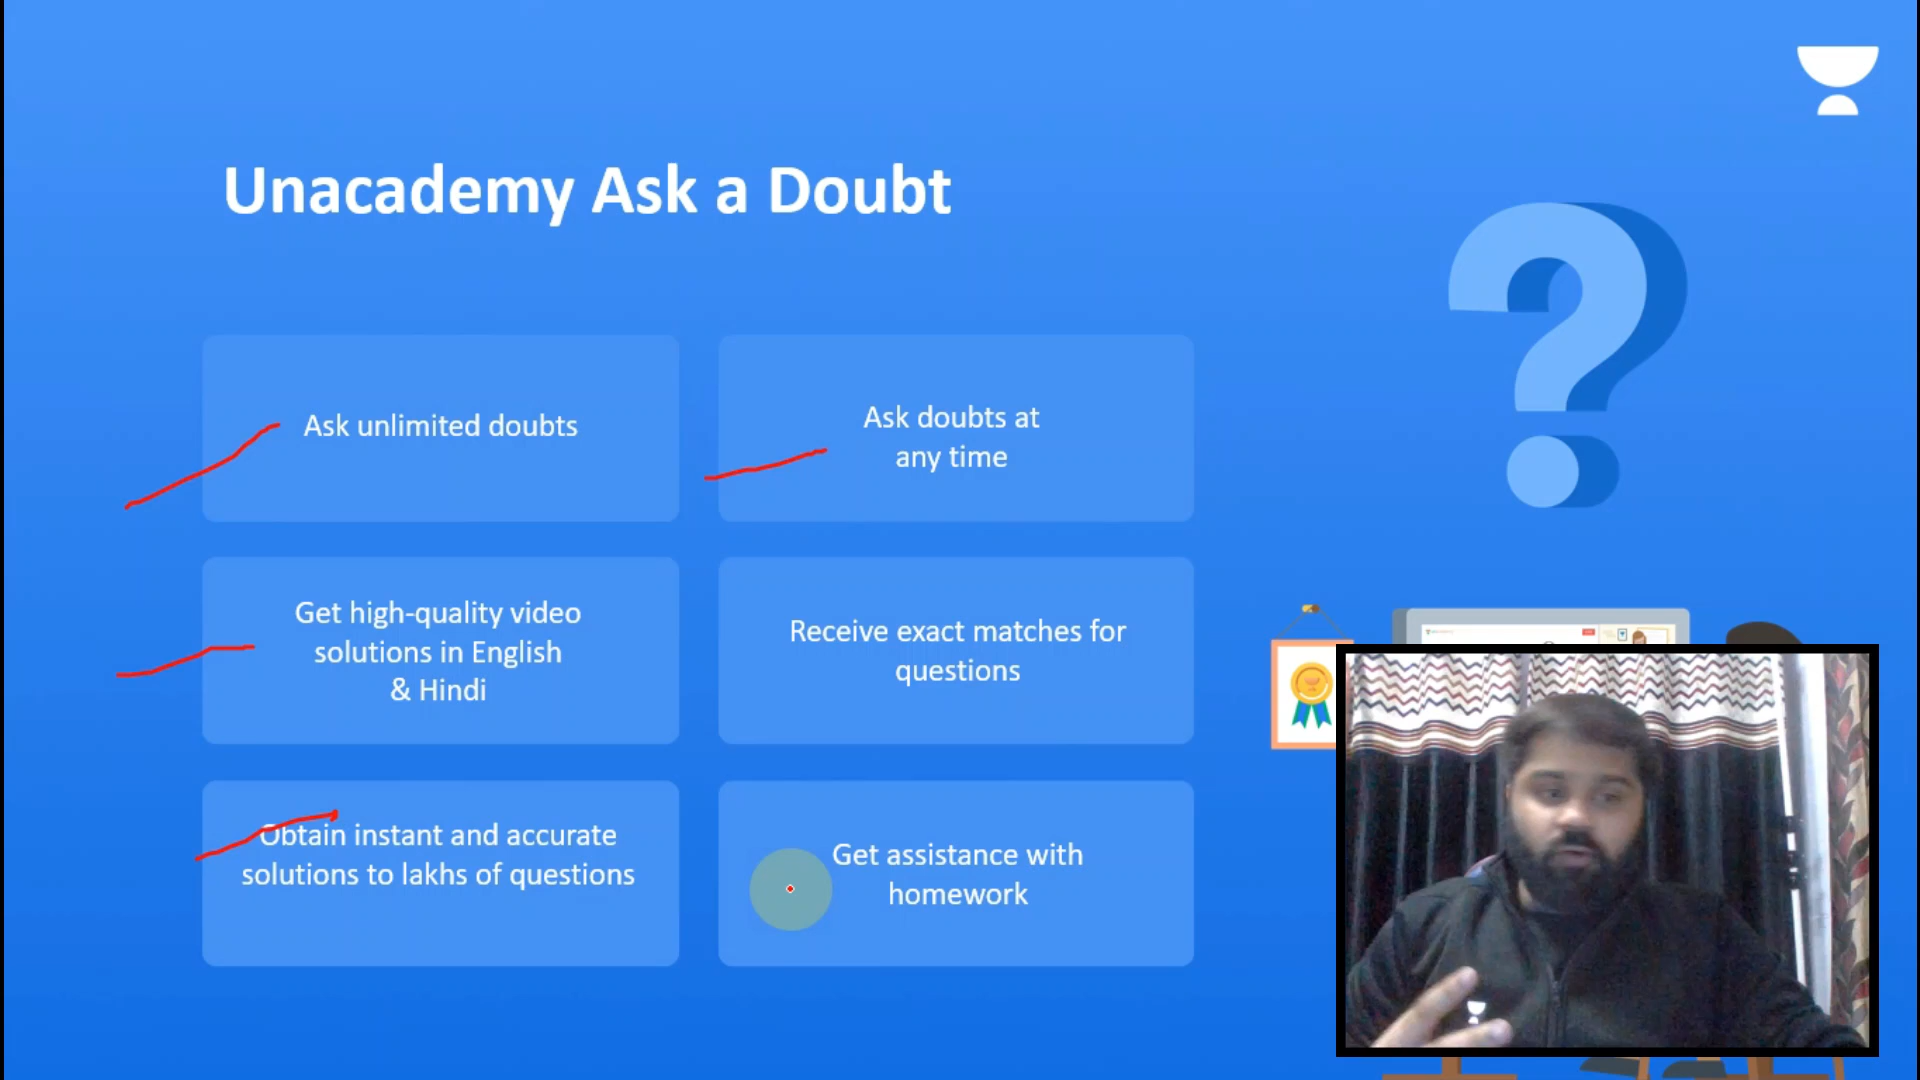 Unacademy Ask a Doubt
Ask unlimited doubts
Ask doubts at
any time
Get high-quality video
solutions in English
& Hindi
Receive exact matches for
questions
Obtain instant and accurate
solutions to lakhs of questions
Get assistance with
homework